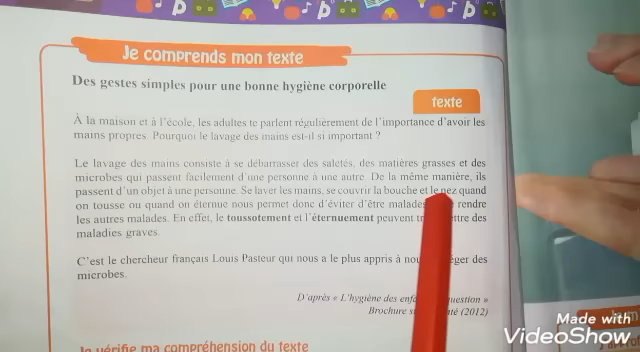 Je comprends mon texte
Des gestes simples pour une bonne hygiène corporelle
texte
À la maison et à l'école, les adultes te parlent régulièrement de l'importance d'avoir les
mains propres. Pourquoi le lavage des mains est-il si important ?
Le lavage des mains consiste à se débarrasser des saletés, des matières grasses et des
microbes qui passent facilement d'une personne à une autre. De la même manière, ils
passent d'un objet à une personne. Se laver les mains, se couvrir la bouche et le nez quand
on tousse ou quand on éternue nous permet donc d'éviter d'être malades rendre
les autres malades. En effet, le toussotement et l'éternuement peuvent des
maladies graves.
C'est le chercheur français Louis Pasteur qui nous a le plus appris à des
microbes.
D'après « L'hygiène des »
Brochure (2012)
Je vérifie ma compréhension du texte
Made with
VideoShow